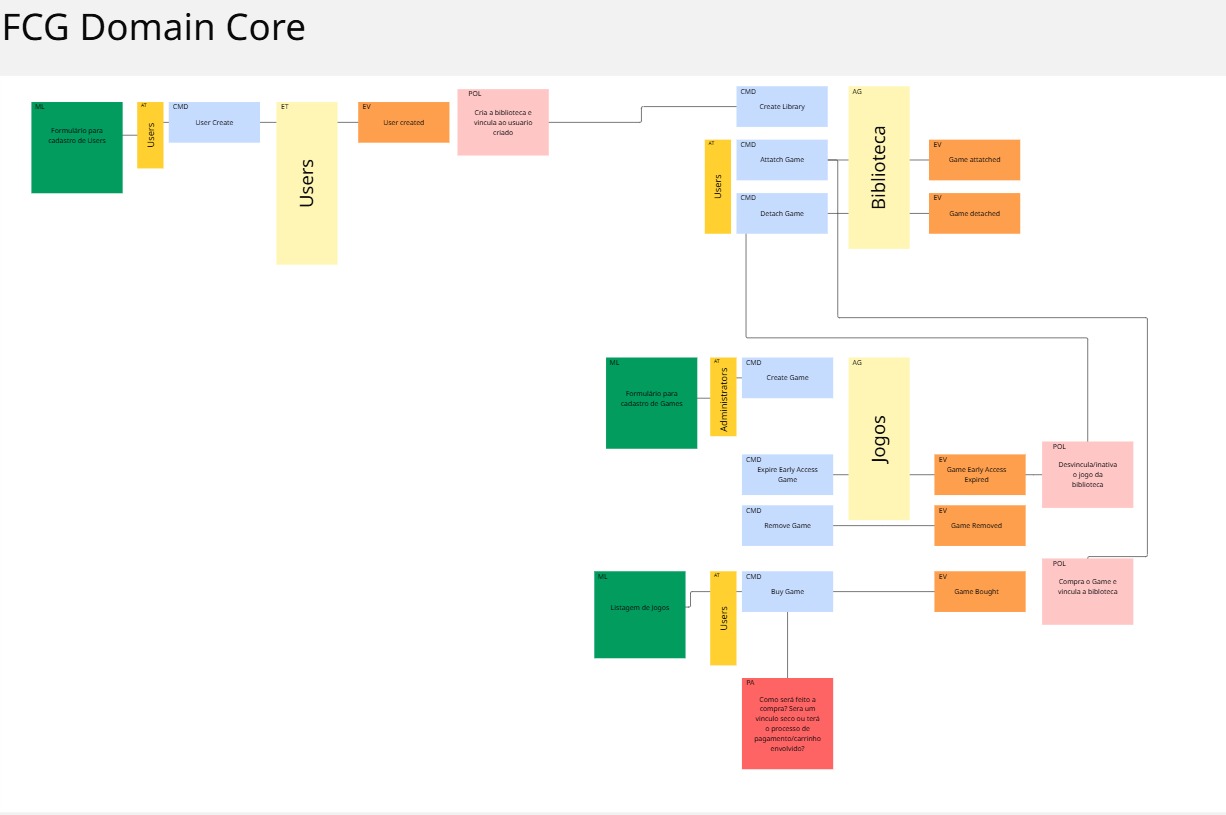 FCG Domain Core
ML
Formulário para
cadastro de Users
AT
Users
CMD
User Create
ET
Users
EV
User created
POL
Cria a biblioteca e
vincula ao usuario
criado
CMD
Create Library
AT
Users
CMD
Attatch Game
CMD
Detach Game
AG
Biblioteca
EV
Game attatched
EV
Game detached
ML
Formulário para
cadastro de Games
AT
Administrators
CMD
Create Game
AG
Jogos
CMD
Expire Early Access
Game
EV
Game Early Access
Expired
POL
Desvincula/inativa
o jogo da
biblioteca
CMD
Remove Game
EV
Game Removed
ML
Listagem de Jogos
AT
Users
CMD
Buy Game
EV
Game Bought
POL
Compra o Game e
vincula a bibloteca
PA
Como será feito a
compra? Sera um
vinculo seco ou terá
o processo de
pagamento/carrinho
envolvido?